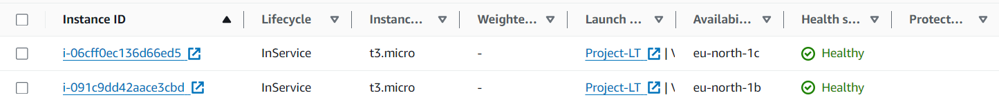 Instance ID Lifecycle Instanc... Weighte... Launch ... Availabi... Health s... Protect...
i-06cff0ec136d66ed5 InService t3.micro - Project-LT | eu-north-1c Healthy
i-091c9dd42aace3cbd InService t3.micro - Project-LT | eu-north-1b Healthy